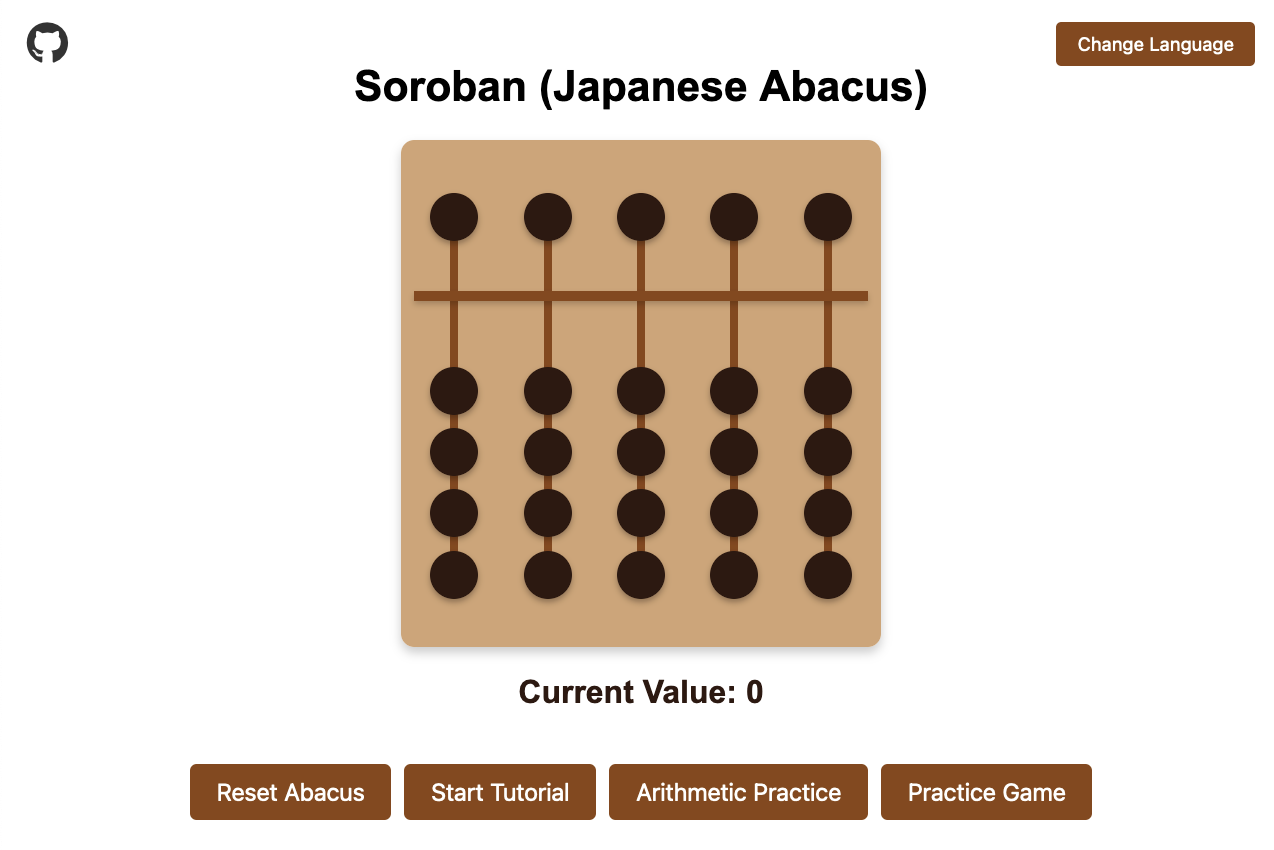 Change Language
Soroban (Japanese Abacus)
Current Value: 0
Reset Abacus
Start Tutorial
Arithmetic Practice
Practice Game